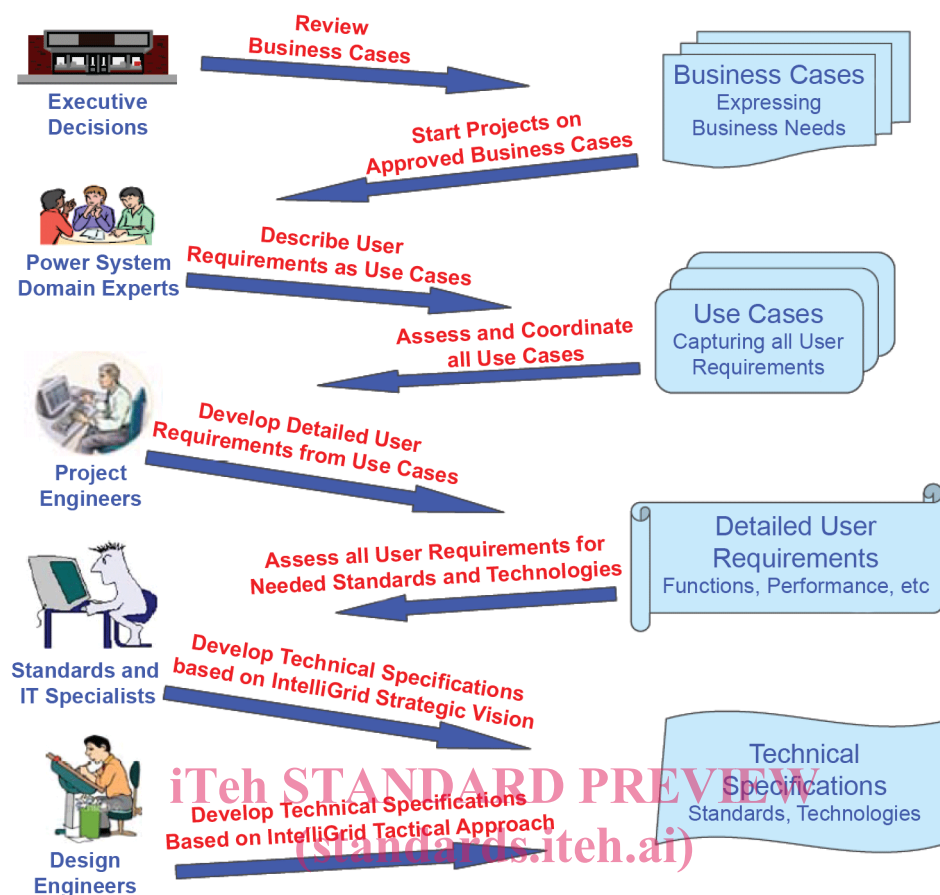 Review
Business Cases
Executive
Decisions
Business Cases
Expressing
Business Needs
Start Projects on
Approved Business Cases
Power System
Domain Experts
Describe User
Requirements as Use Cases
Use Cases
Capturing all User
Requirements
Assess and Coordinate
all Use Cases
Project
Engineers
Develop Detailed User
Requirements from Use Cases
Detailed User
Requirements
Functions, Performance, etc
Assess all User Requirements for
Needed Standards and Technologies
Standards and
IT Specialists
Develop Technical Specifications
based on IntelliGrid Strategic Vision
Technical
Specifications
Standards, Technologies
iTeh STANDARD PREVIEW
(standards.iteh.ai)
Develop Technical Specifications
Based on IntelliGrid Tactical Approach
Design
Engineers